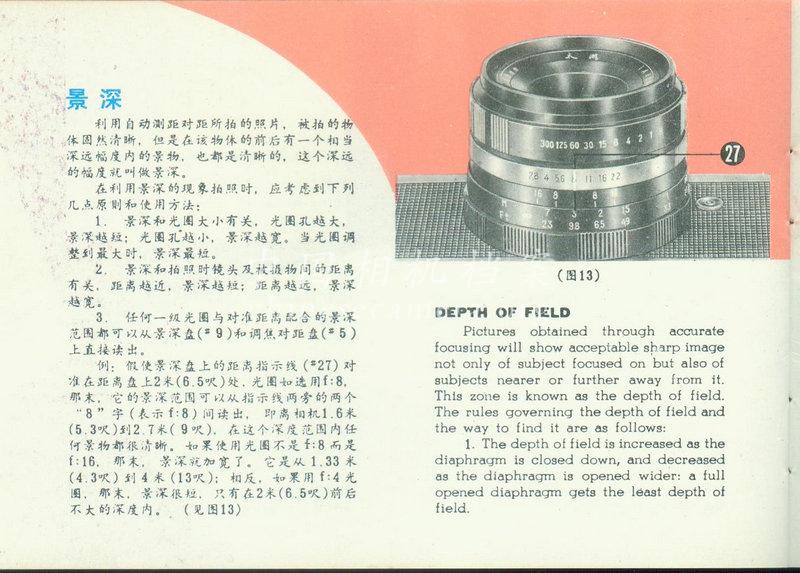 景深
利用自动测距对距所拍的照片，被拍的物
体固然清晰，但是在该物体的前后有一个相当
深远幅度内的景物，也都是清晰的，这个深远
的幅度就叫做景深。
在利用景深的现象拍照时，应考虑到下列
几点原则和使用方法：
1. 景深和光圈大小有关，光圈孔越大，
景深越短；光圈孔越小，景深越宽。当光圈调
整到最大时，景深最短。
2. 景深和拍照时镜头及被摄物间的距离
有关，距离越近，景深越短；距离越远，景深
越宽。
3. 任何一级光圈与对准距离配合的景深
范围都可以从景深盘(#9)和调焦对距盘(#5)
上直接读出。
例：假使景深盘上的距离指示线(#27)对
准在距离盘上2米(6.5呎)处，光圈如选用f:8，
那末，它的景深范围可以从指示线两旁的两个
“8”字(表示f:8)间读出，即离相机1.6米
(5.3呎)到2.7米(9呎)，在这个深度范围内任
何景物都很清晰。如果使用光圈不是f:8而是
f:16，那末，景深就加宽了。它是从1.33米
(4.3呎)到4米(13呎)；相反，如果用f:4光
圈，那末，景深很短，只有在2米(6.5呎)前后
不大的深度内。(见图13)
300 125 60 30 15 8 4 2 1
2.8 4 5.6 8 11 16 22
16 8 8
M
Ft
27
(图13)
DEPTH OF FIELD
Pictures obtained through accurate
focusing will show acceptable sharp image
not only of subject focused on but also of
subjects nearer or further away from it.
This zone is known as the depth of field.
The rules governing the depth of field and
the way to find it are as follows:
1. The depth of field is increased as the
diaphragm is closed down, and decreased
as the diaphragm is opened wider: a full
opened diaphragm gets the least depth of
field.